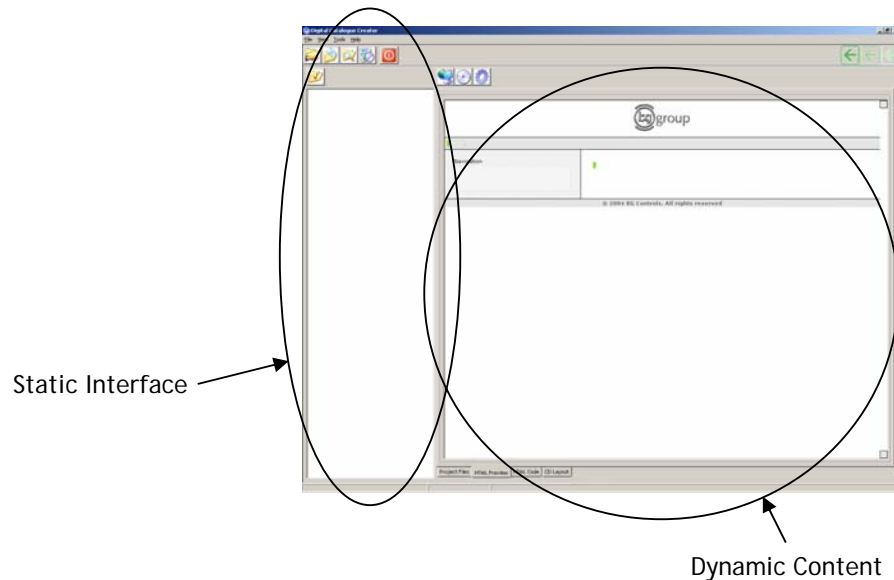 Digital Catalogue Creator
File View Tools Help
bg group
Navigation
© 2004 BG Controls. All rights reserved
Project Files HTML Preview HTML Code CD Layout
Static Interface
Dynamic Content